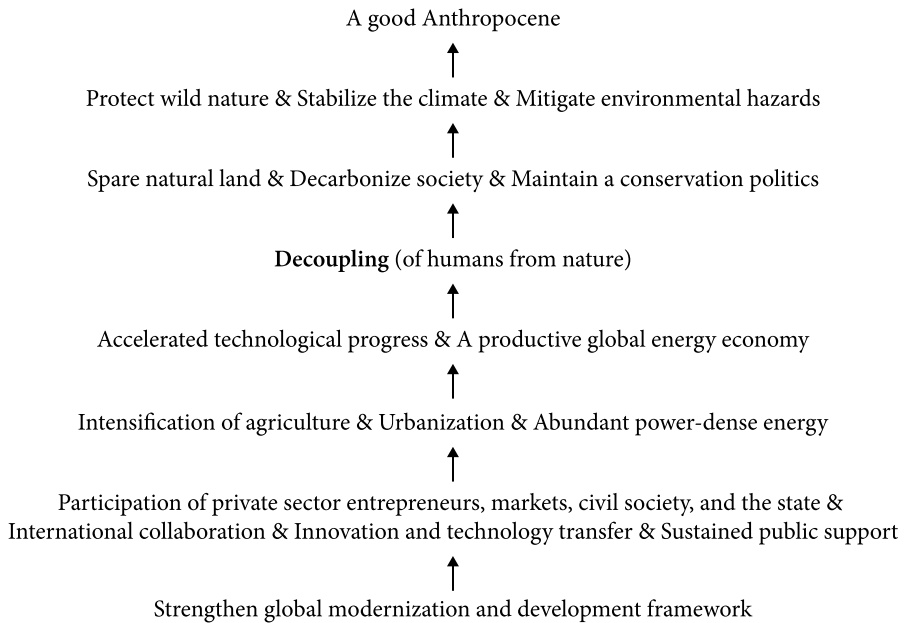 A good Anthropocene
Protect wild nature & Stabilize the climate & Mitigate environmental hazards
Spare natural land & Decarbonize society & Maintain a conservation politics
Decoupling (of humans from nature)
Accelerated technological progress & A productive global energy economy
Intensification of agriculture & Urbanization & Abundant power-dense energy
Participation of private sector entrepreneurs, markets, civil society, and the state &
International collaboration & Innovation and technology transfer & Sustained public support
Strengthen global modernization and development framework